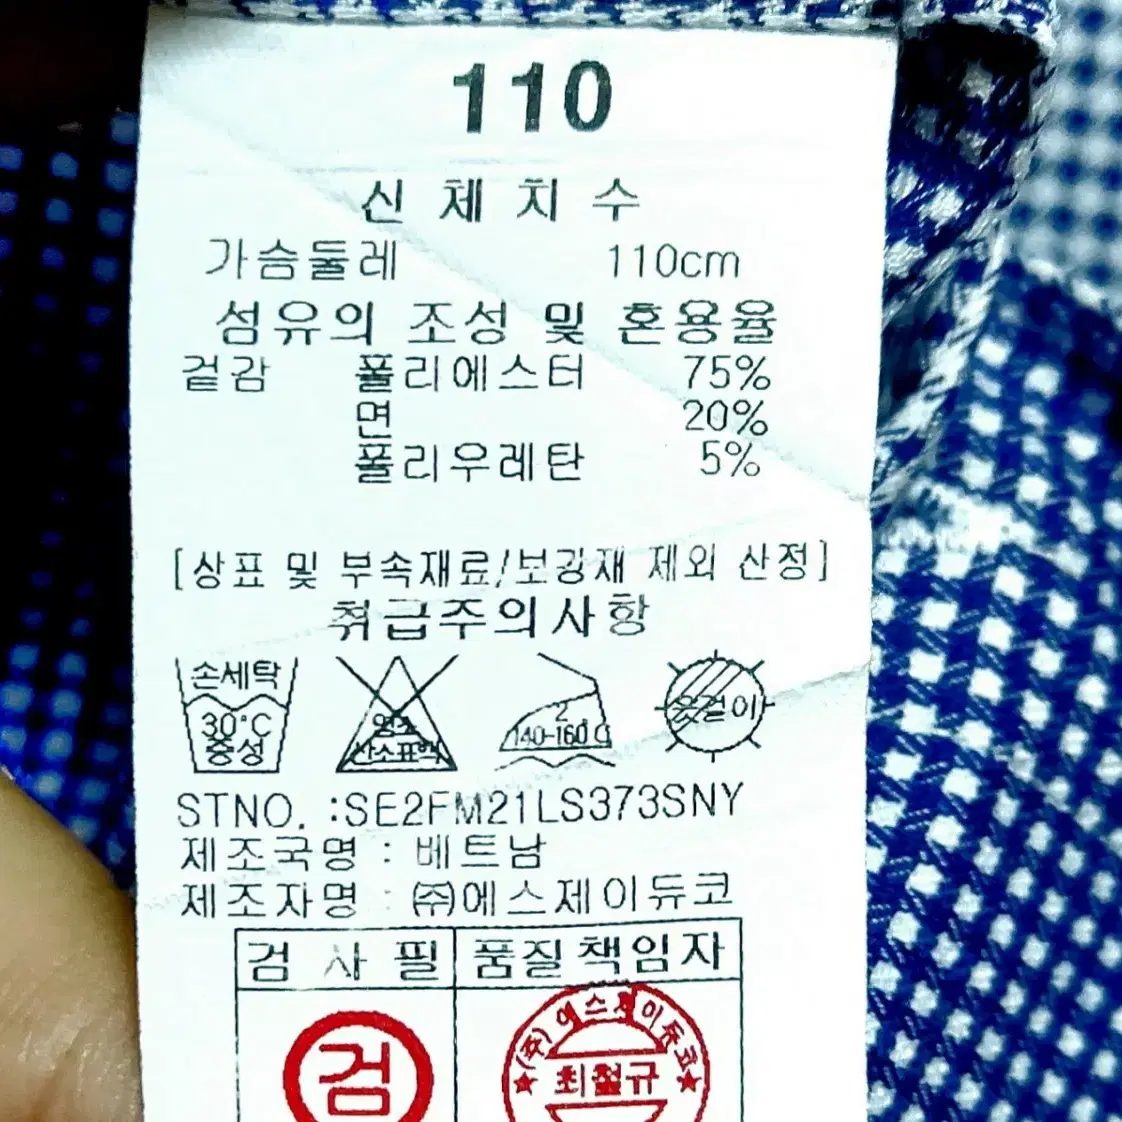 110
신체치수
가슴둘레 110cm
섬유의 조성 및 혼용율
겉감 폴리에스터 75%
면 20%
폴리우레탄 5%
[상표 및 부속재료/보강재 제외 산정]
취급주의사항
손세탁
30°C
중성
염소
산소표백
2
140-160°C
옷걸이
STNO. :SE2FM21LS373SNY
제조국명 : 베트남
제조자명 : ㈜에스제이듀코
검사필 품질책임자
검
(주)에스제이듀코
최철규